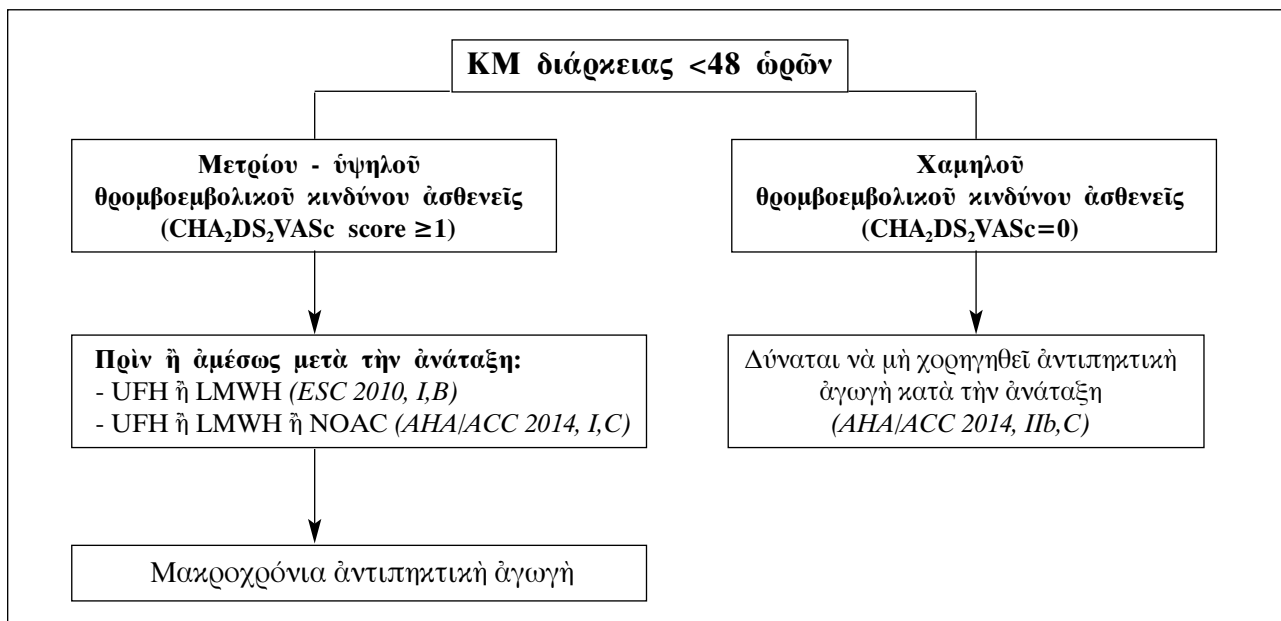 ΚΜ διάρκειας <48 ὡρῶν
Μετρίου - ὑψηλοῦ
θρομβοεμβολικοῦ κινδύνου ἀσθενεῖς
(CHA₂DS₂VASc score ≥1)
Χαμηλοῦ
θρομβοεμβολικοῦ κινδύνου ἀσθενεῖς
(CHA₂DS₂VASc=0)
Πρὶν ἢ ἀμέσως μετὰ τὴν ἀνάταξη:
- UFH ἢ LMWH (ESC 2010, I,B)
- UFH ἢ LMWH ἢ NOAC (AHA/ACC 2014, I,C)
Δύναται νὰ μὴ χορηγηθεῖ ἀντιπηκτικὴ
ἀγωγὴ κατὰ τὴν ἀνάταξη
(AHA/ACC 2014, IIb,C)
Μακροχρόνια ἀντιπηκτικὴ ἀγωγὴ